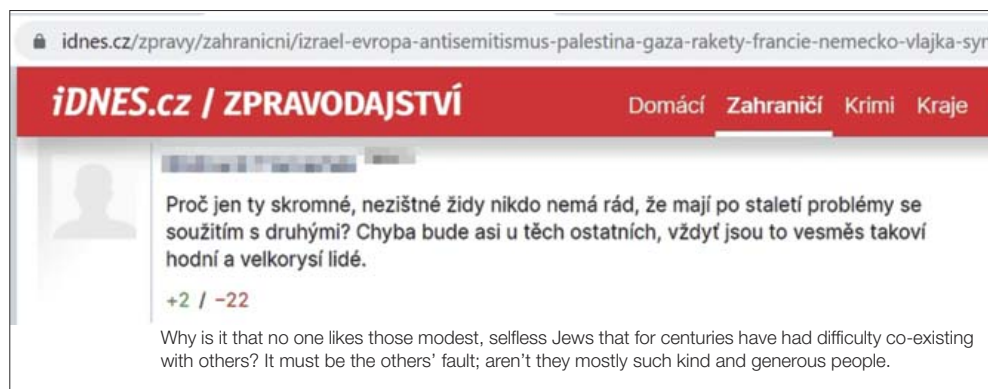 idnes.cz/zpravy/zahranicni/izrael-evropa-antisemitismus-palestina-gaza-rakety-francie-nemecko-vlajka-syn
iDNES.cz / ZPRAVODAJSTVÍ Domácí Zahraničí Krimi Kraje
Proč jen ty skromné, nezištné židy nikdo nemá rád, že mají po staletí problémy se
soužitím s druhými? Chyba bude asi u těch ostatních, vždyť jsou to vesměs takoví
hodní a velkorysí lidé.
+2 / −22
Why is it that no one likes those modest, selfless Jews that for centuries have had difficulty co-existing
with others? It must be the others' fault; aren't they mostly such kind and generous people.